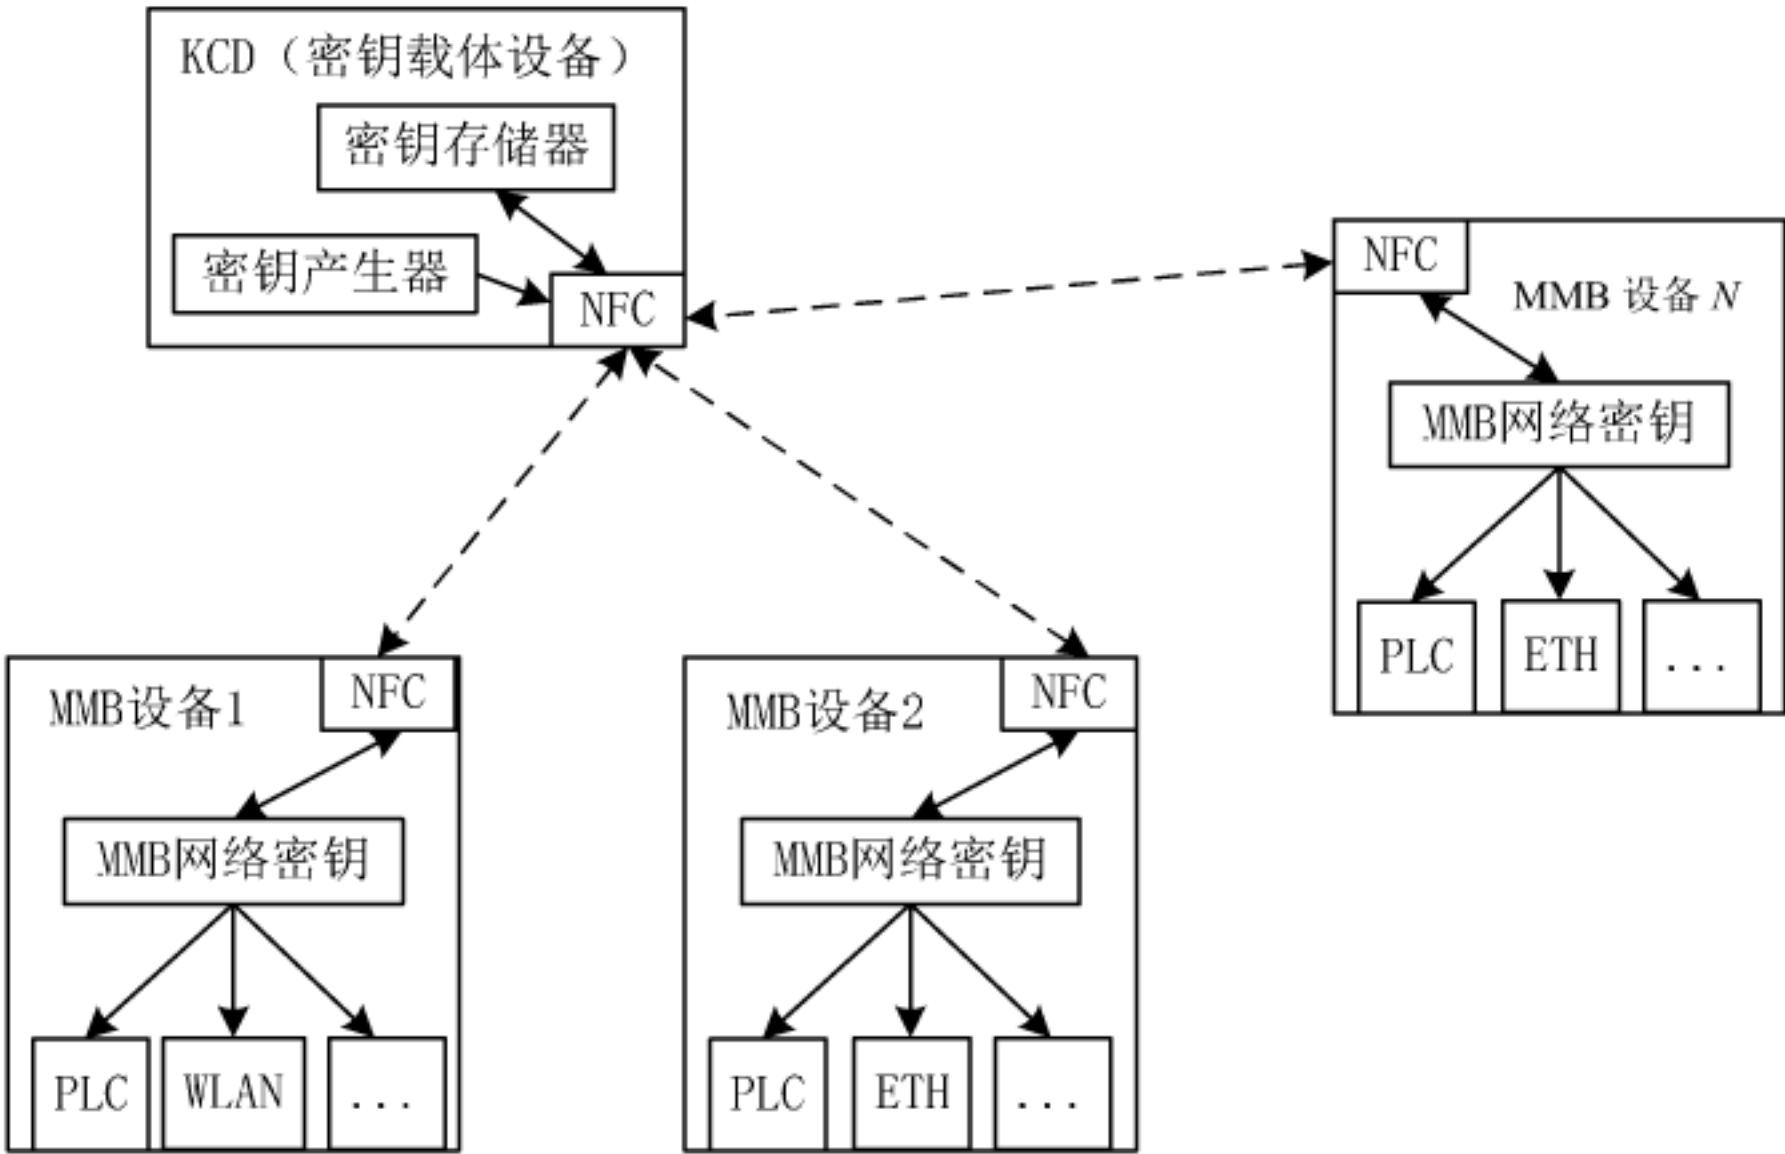 KCD（密钥载体设备）
密钥存储器
密钥产生器
NFC
NFC
MMB 设备 N
MMB网络密钥
PLC
ETH
...
MMB设备1
NFC
MMB网络密钥
PLC
WLAN
...
MMB设备2
NFC
MMB网络密钥
PLC
ETH
...